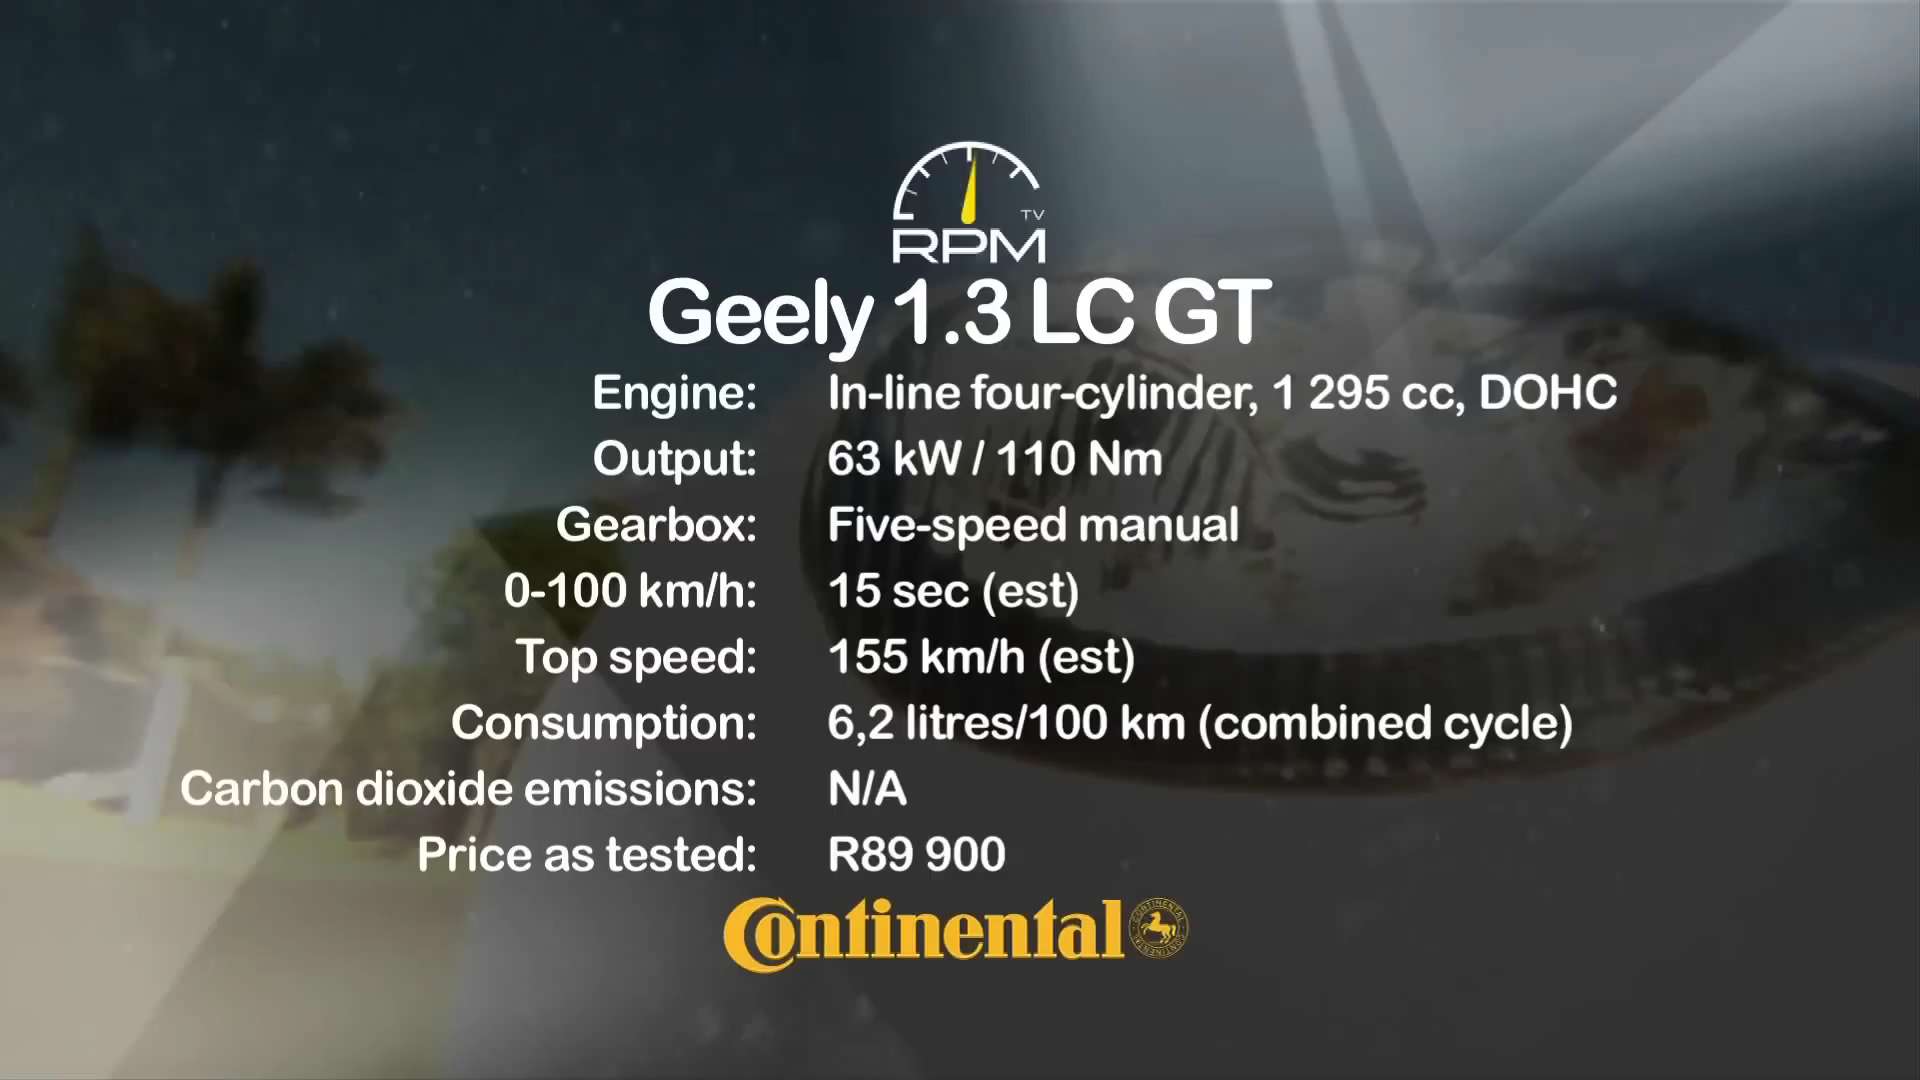 TV
RPM
Geely 1.3 LC GT
Engine: In-line four-cylinder, 1 295 cc, DOHC
Output: 63 kW / 110 Nm
Gearbox: Five-speed manual
0-100 km/h: 15 sec (est)
Top speed: 155 km/h (est)
Consumption: 6,2 litres/100 km (combined cycle)
Carbon dioxide emissions: N/A
Price as tested: R89 900
Continental
CONTINENTAL
CONTINENTAL